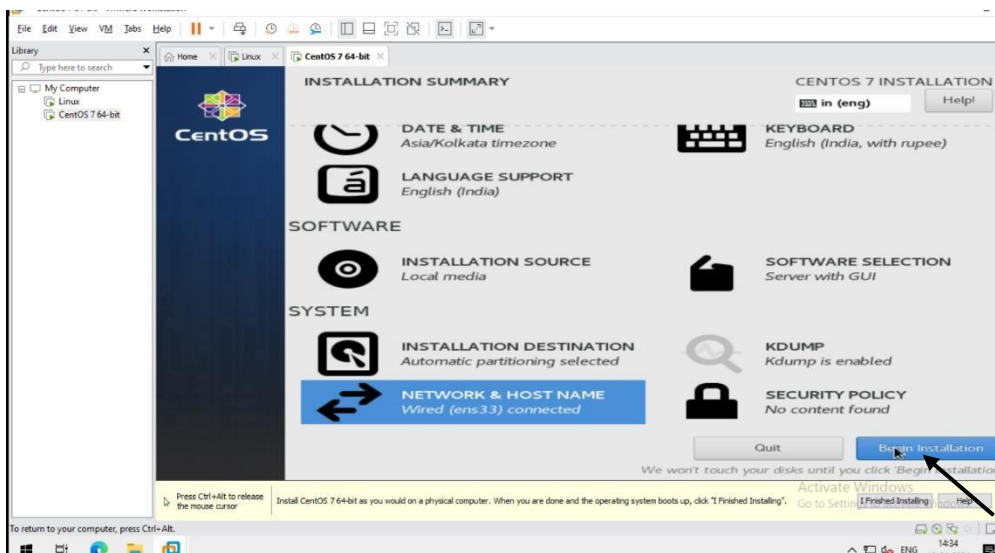 File Edit View VM Tabs Help
Library
Type here to search
My Computer
Linux
CentOS 7 64-bit
Home
Linux
CentOS 7 64-bit
CentOS
INSTALLATION SUMMARY
CENTOS 7 INSTALLATION
in (eng)
Help!
DATE & TIME
Asia/Kolkata timezone
KEYBOARD
English (India, with rupee)
LANGUAGE SUPPORT
English (India)
SOFTWARE
INSTALLATION SOURCE
Local media
SOFTWARE SELECTION
Server with GUI
SYSTEM
INSTALLATION DESTINATION
Automatic partitioning selected
KDUMP
Kdump is enabled
NETWORK & HOST NAME
Wired (ens33) connected
SECURITY POLICY
No content found
Quit
Begin Installation
We won't touch your disks until you click 'Begin Installation
Activate Windows
Go to Settin
Press Ctrl+Alt to release
the mouse cursor
Install CentOS 7 64-bit as you would on a physical computer. When you are done and the operating system boots up, click "I Finished Installing".
I Finished Installing
Help
To return to your computer, press Ctrl+Alt.
ENG
14:34